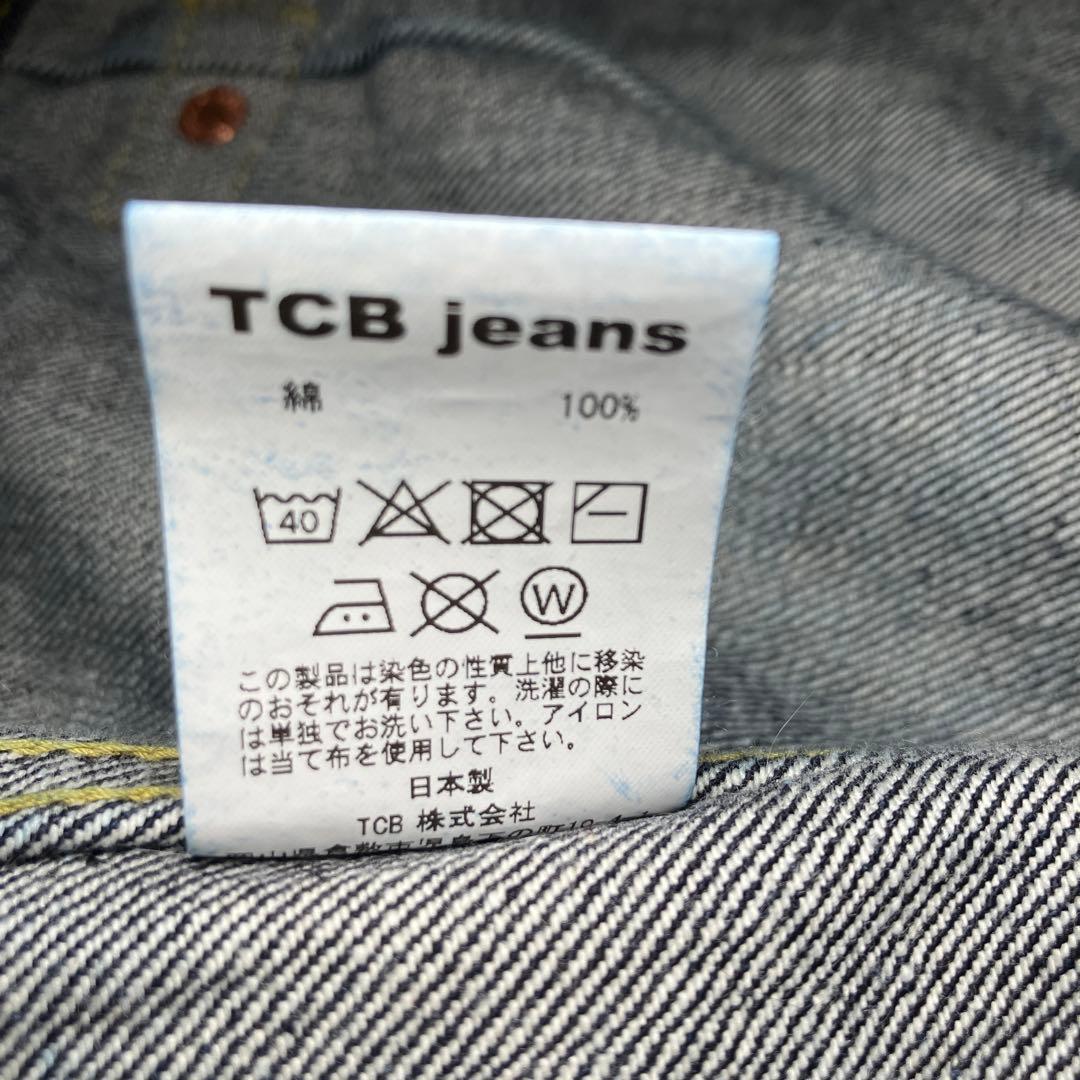 TCB jeans
綿 100%
40
W
この製品は染色の性質上他に移染
のおそれが有ります。洗濯の際に
は単独でお洗い下さい。アイロン
は当て布を使用して下さい。
日本製
TCB 株式会社